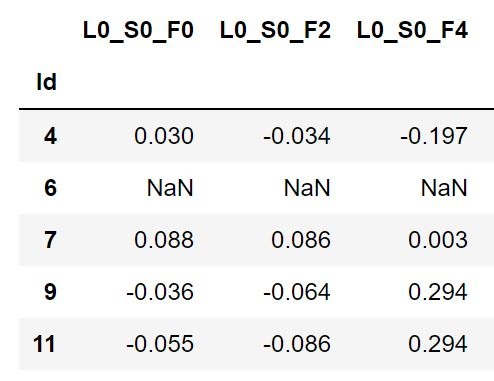 L0_S0_F0 L0_S0_F2 L0_S0_F4
Id
4 0.030 -0.034 -0.197
6 NaN NaN NaN
7 0.088 0.086 0.003
9 -0.036 -0.064 0.294
11 -0.055 -0.086 0.294